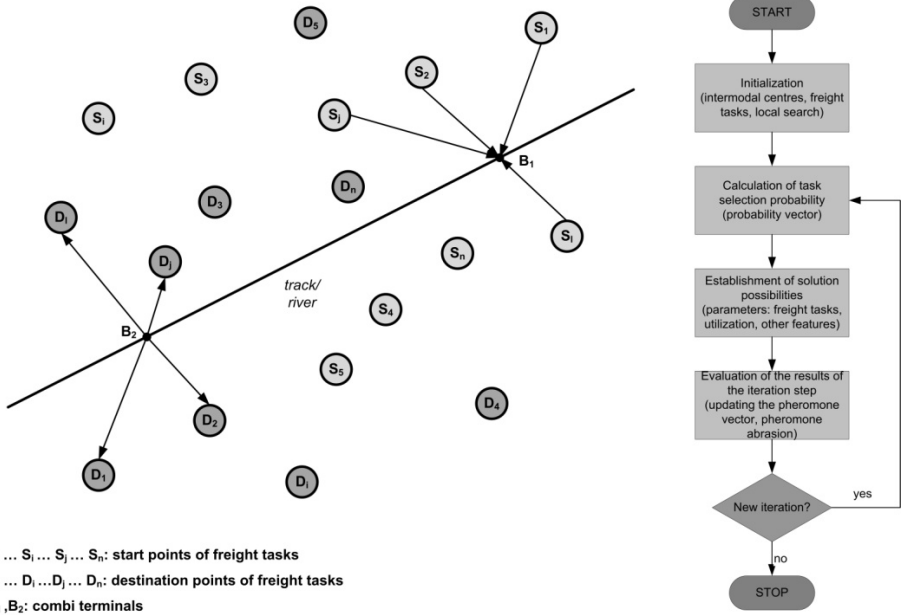 D5
S1
S3
S2
Si
Sj
B1
Dn
D3
Dl
Sl
Sn
Dj
track/
river
S4
B2
S5
D4
D2
D1
Di
... Si ... Sj ... Sn: start points of freight tasks
... Di ...Dj ... Dn: destination points of freight tasks
,B2: combi terminals
START
Initialization
(intermodal centres, freight
tasks, local search)
Calculation of task
selection probability
(probability vector)
Establishment of solution
possibilities
(parameters: freight tasks,
utilization, other features)
Evaluation of the results of
the iteration step
(updating the pheromone
vector, pheromone
abrasion)
New iteration?
yes
no
STOP